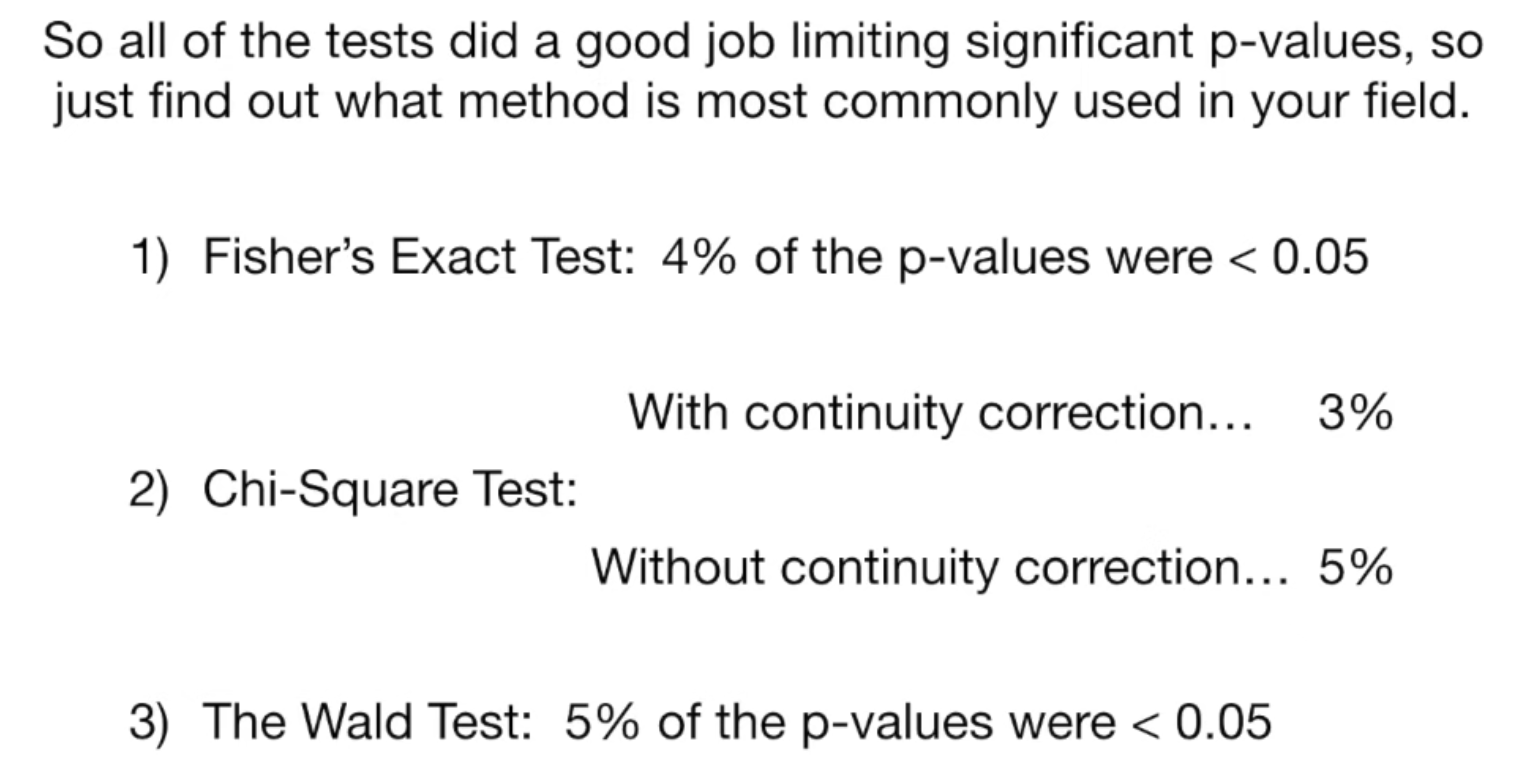 So all of the tests did a good job limiting significant p-values, so
just find out what method is most commonly used in your field.
1) Fisher’s Exact Test: 4% of the p-values were < 0.05
With continuity correction... 3%
2) Chi-Square Test:
Without continuity correction... 5%
3) The Wald Test: 5% of the p-values were < 0.05